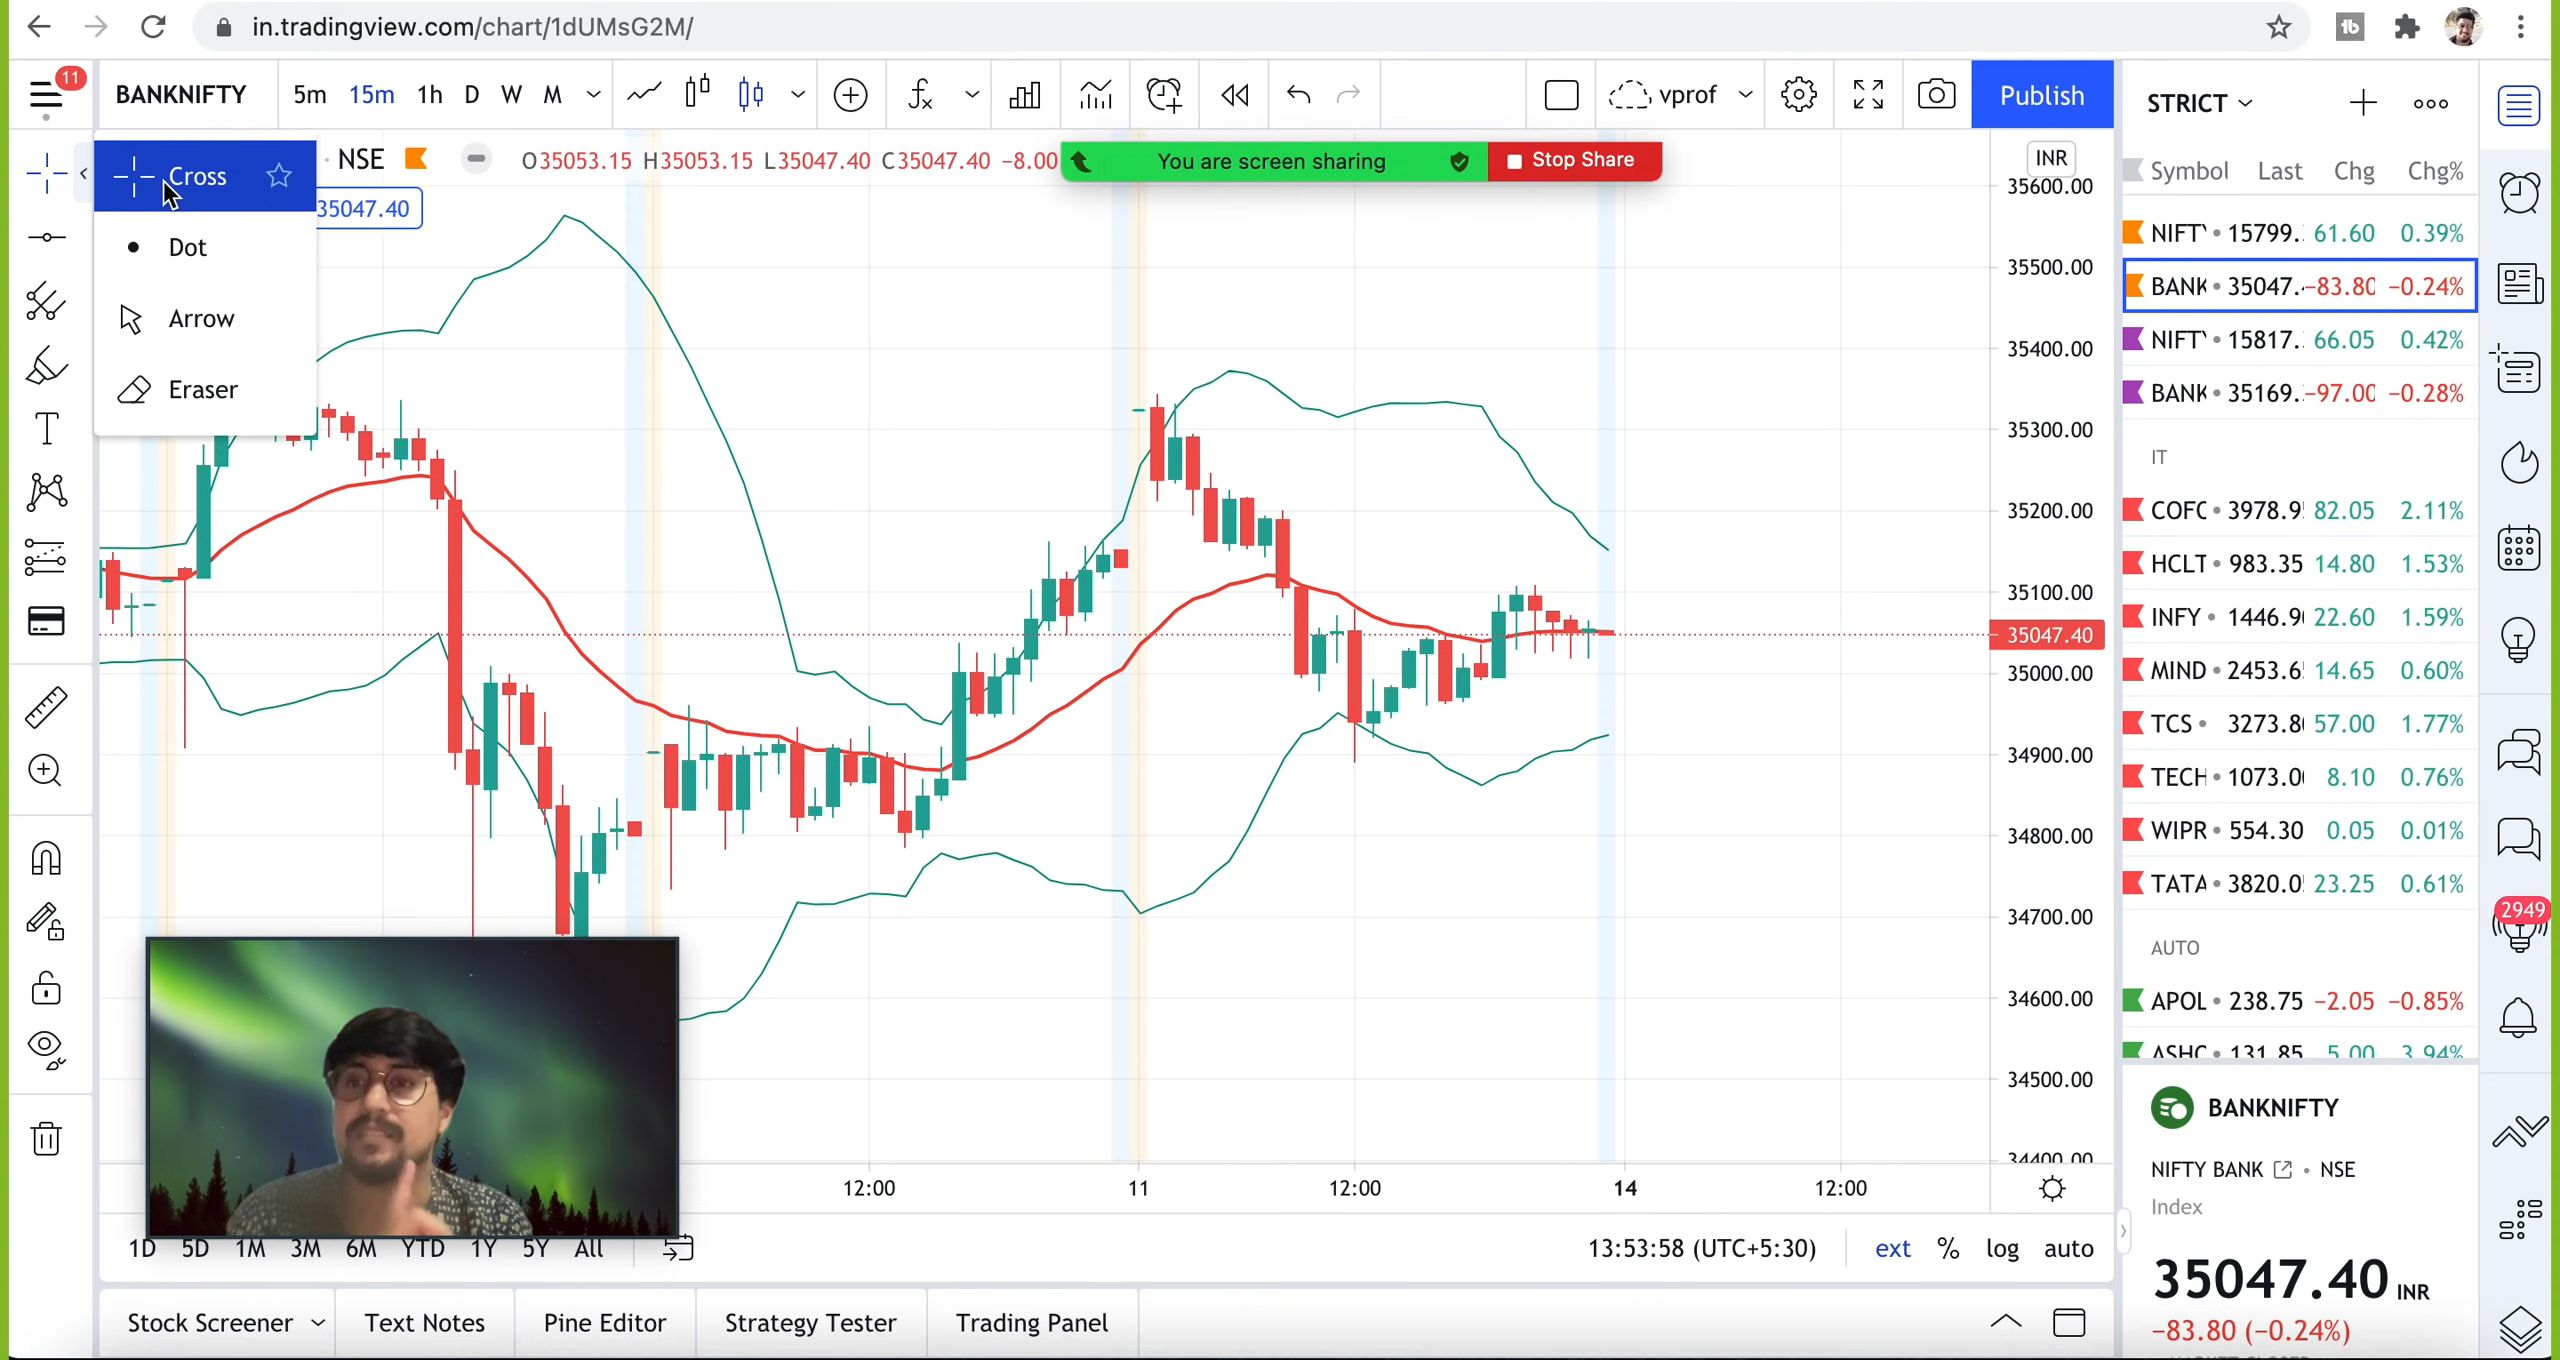 in.tradingview.com/chart/1dUMsG2M/
11
BANKNIFTY
5m 15m 1h D W M
vprof
Publish
STRICT
Cross
Dot
Arrow
Eraser
NSE
O35053.15 H35053.15 L35047.40 C35047.40 −8.00
35047.40
You are screen sharing
Stop Share
INR
35600.00
35500.00
35400.00
35300.00
35200.00
35100.00
35047.40
35000.00
34900.00
34800.00
34700.00
34600.00
34500.00
34400.00
Symbol Last Chg Chg%
NIFTY 15799. 61.60 0.39%
BANK 35047. −83.80 −0.24%
NIFTY 15817. 66.05 0.42%
BANK 35169. −97.00 −0.28%
IT
COFC 3978.9 82.05 2.11%
HCLT 983.35 14.80 1.53%
INFY 1446.9 22.60 1.59%
MIND 2453.6 14.65 0.60%
TCS 3273.8 57.00 1.77%
TECH 1073.0 8.10 0.76%
WIPR 554.30 0.05 0.01%
TATA 3820.0 23.25 0.61%
AUTO
APOL 238.75 −2.05 −0.85%
ASHC 131.85 5.00 3.94%
2949
BANKNIFTY
NIFTY BANK • NSE
Index
35047.40 INR
−83.80 (−0.24%)
12:00 11 12:00 14 12:00
1D 5D 1M 3M 6M YTD 1Y 5Y All
13:53:58 (UTC+5:30)
ext % log auto
Stock Screener
Text Notes
Pine Editor
Strategy Tester
Trading Panel